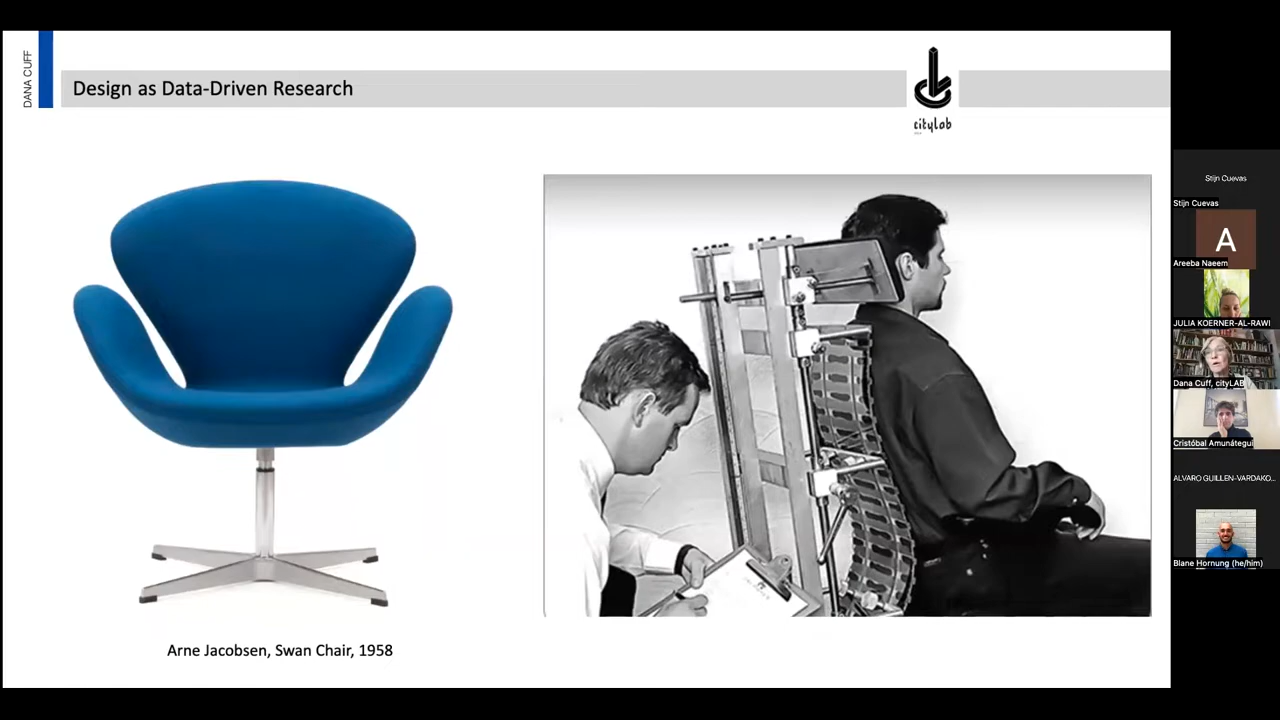 DANA CUFF
Design as Data-Driven Research
citylab
Arne Jacobsen, Swan Chair, 1958
Stijn Cuevas
Stijn Cuevas
A
Areeba Naeem
JULIA KOERNER-AL-RAWI
Dana Cuff, cityLAB
Cristóbal Amunátegui
ALVARO GUILLEN-VARDAKO...
Blane Hornung (he/him)